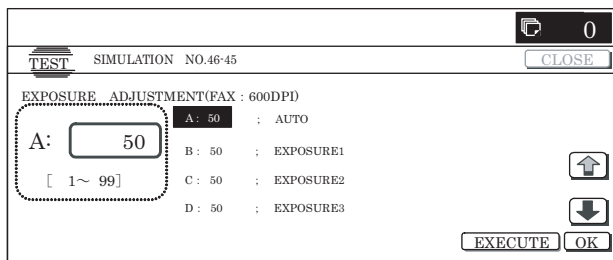 0
TEST SIMULATION NO.46-45 CLOSE
EXPOSURE ADJUSTMENT(FAX : 600DPI)
A : 50 ; AUTO
A: 50
B : 50 ; EXPOSURE1
[ 1～ 99] C : 50 ; EXPOSURE2
D : 50 ; EXPOSURE3
EXECUTE OK